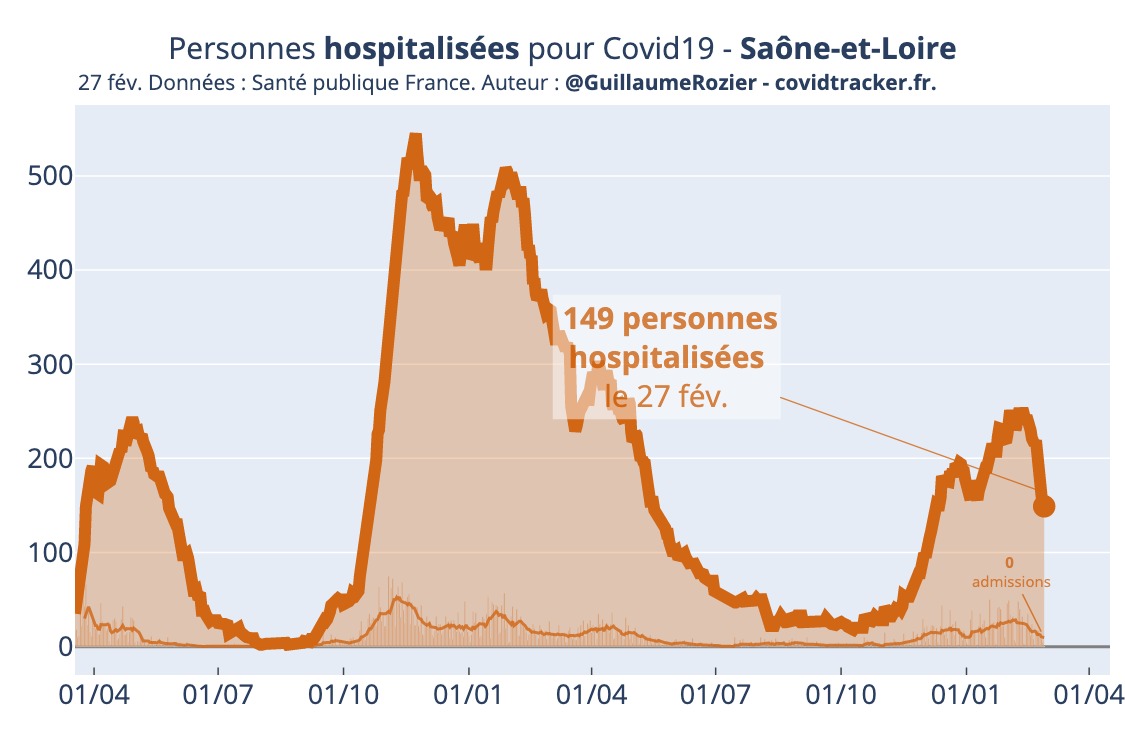 Personnes hospitalisées pour Covid19 - Saône-et-Loire
27 fév. Données : Santé publique France. Auteur : @GuillaumeRozier - covidtracker.fr.
500
400
300
200
100
0
149 personnes
hospitalisées
le 27 fév.
0
admissions
01/04
01/07
01/10
01/01
01/04
01/07
01/10
01/01
01/04